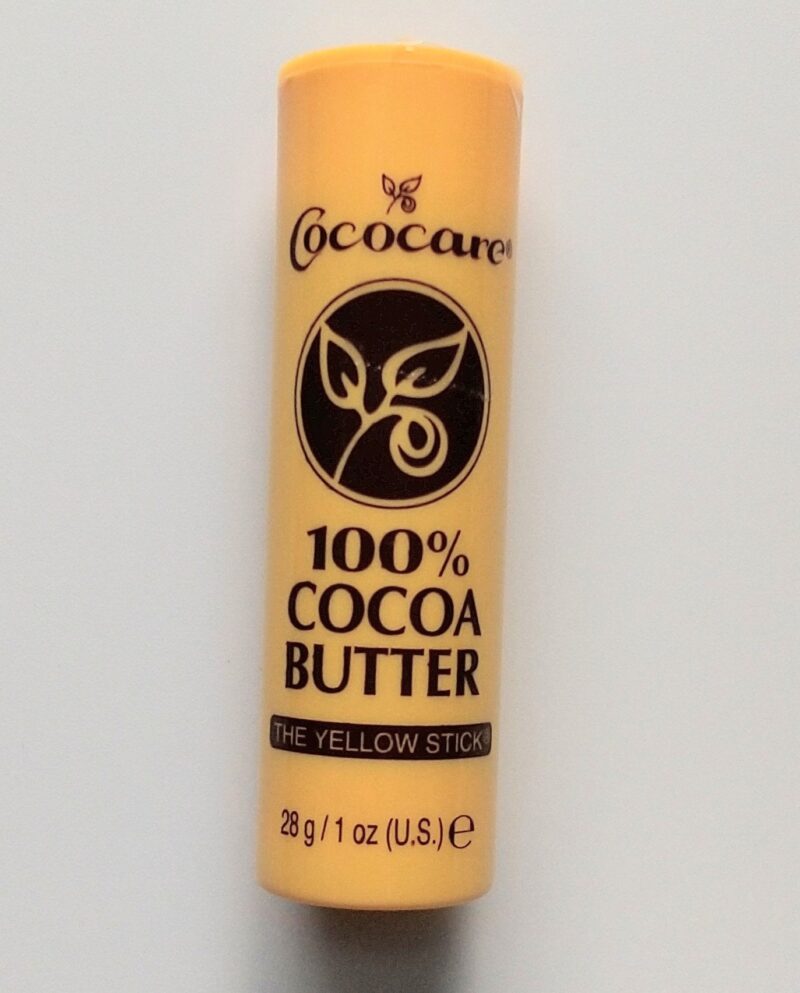 Cococare®
100%
COCOA
BUTTER
THE YELLOW STICK®
28 g / 1 oz (U.S.) ℮